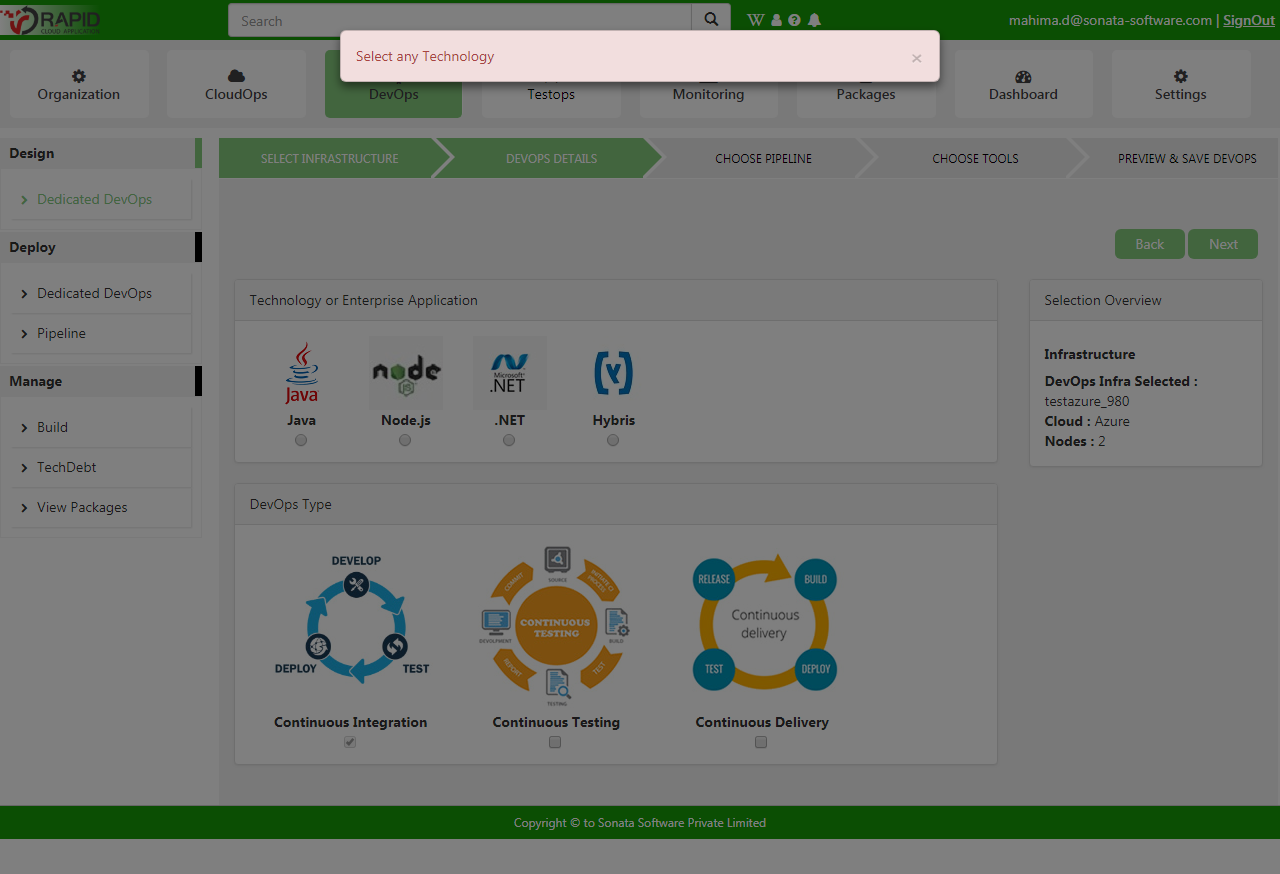 RAPID
CLOUD APPLICATION
Search
W
mahima.d@sonata-software.com | SignOut
Select any Technology
×
Organization
CloudOps
DevOps
Testops
Monitoring
Packages
Dashboard
Settings
Design
Dedicated DevOps
Deploy
Dedicated DevOps
Pipeline
Manage
Build
TechDebt
View Packages
SELECT INFRASTRUCTURE
DEVOPS DETAILS
CHOOSE PIPELINE
CHOOSE TOOLS
PREVIEW & SAVE DEVOPS
Back
Next
Technology or Enterprise Application
Java
node
JS
Microsoft
.NET
Java
Node.js
.NET
Hybris
Selection Overview
Infrastructure
DevOps Infra Selected :
testazure_980
Cloud : Azure
Nodes : 2
DevOps Type
DEVELOP
DEPLOY
TEST
SOURCE
COMMIT
INITIATE CI
PROCESS
DEVOLPMENT
CONTINUOUS
TESTING
BUILD
REPORT
TEST
TESTING
RELEASE
BUILD
Continuous
delivery
TEST
DEPLOY
Continuous Integration
Continuous Testing
Continuous Delivery
Copyright © to Sonata Software Private Limited